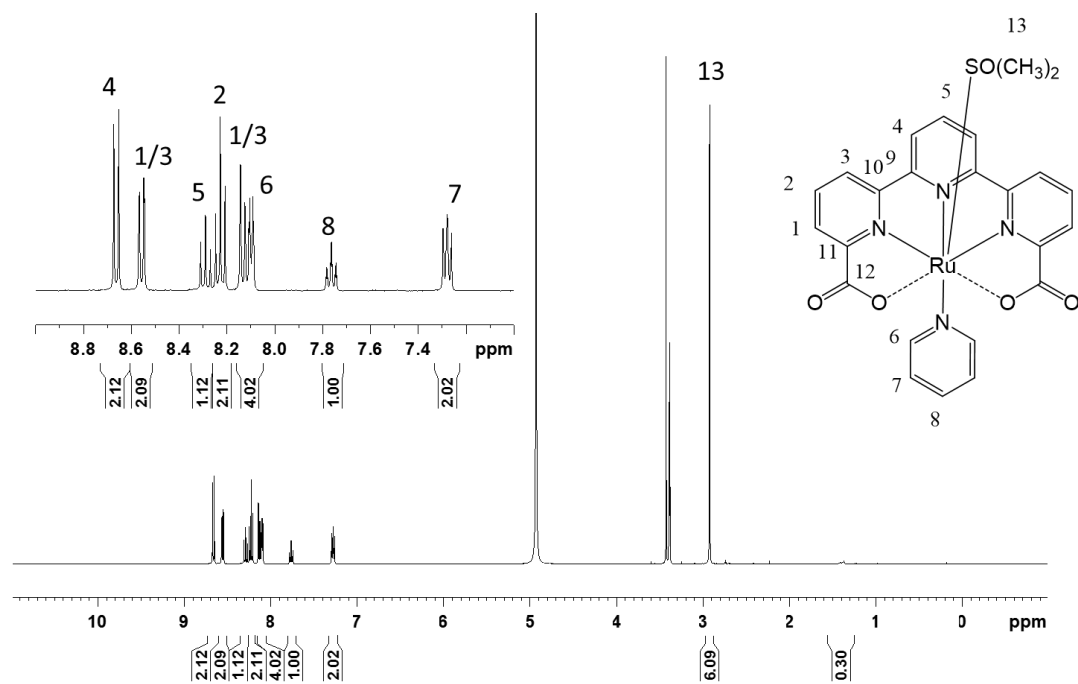 4
1/3
5
2
1/3
6
8
7
8.8 8.6 8.4 8.2 8.0 7.8 7.6 7.4 ppm
2.12 2.09 1.12 2.11 4.02 1.00 2.02
13
13
SO(CH₃)₂
5
4
3
9
10
2
1
N
N
N
11
12
Ru
O
O
O
O
N
6
7
8
10 9 8 7 6 5 4 3 2 1 0 ppm
2.12 2.09 1.12 2.11 4.02 1.00 2.02 6.09 0.30